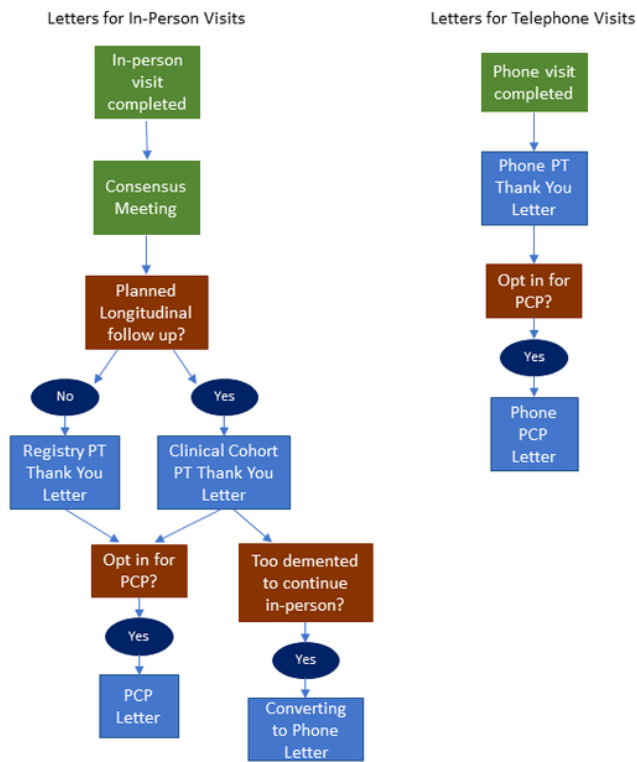 Letters for In-Person Visits
In-person
visit
completed
Consensus
Meeting
Planned
Longitudinal
follow up?
No
Yes
Registry PT
Thank You
Letter
Clinical Cohort
PT Thank You
Letter
Opt in for
PCP?
Too demented
to continue
in-person?
Yes
Yes
PCP
Letter
Converting
to Phone
Letter
Letters for Telephone Visits
Phone visit
completed
Phone PT
Thank You
Letter
Opt in for
PCP?
Yes
Phone
PCP
Letter